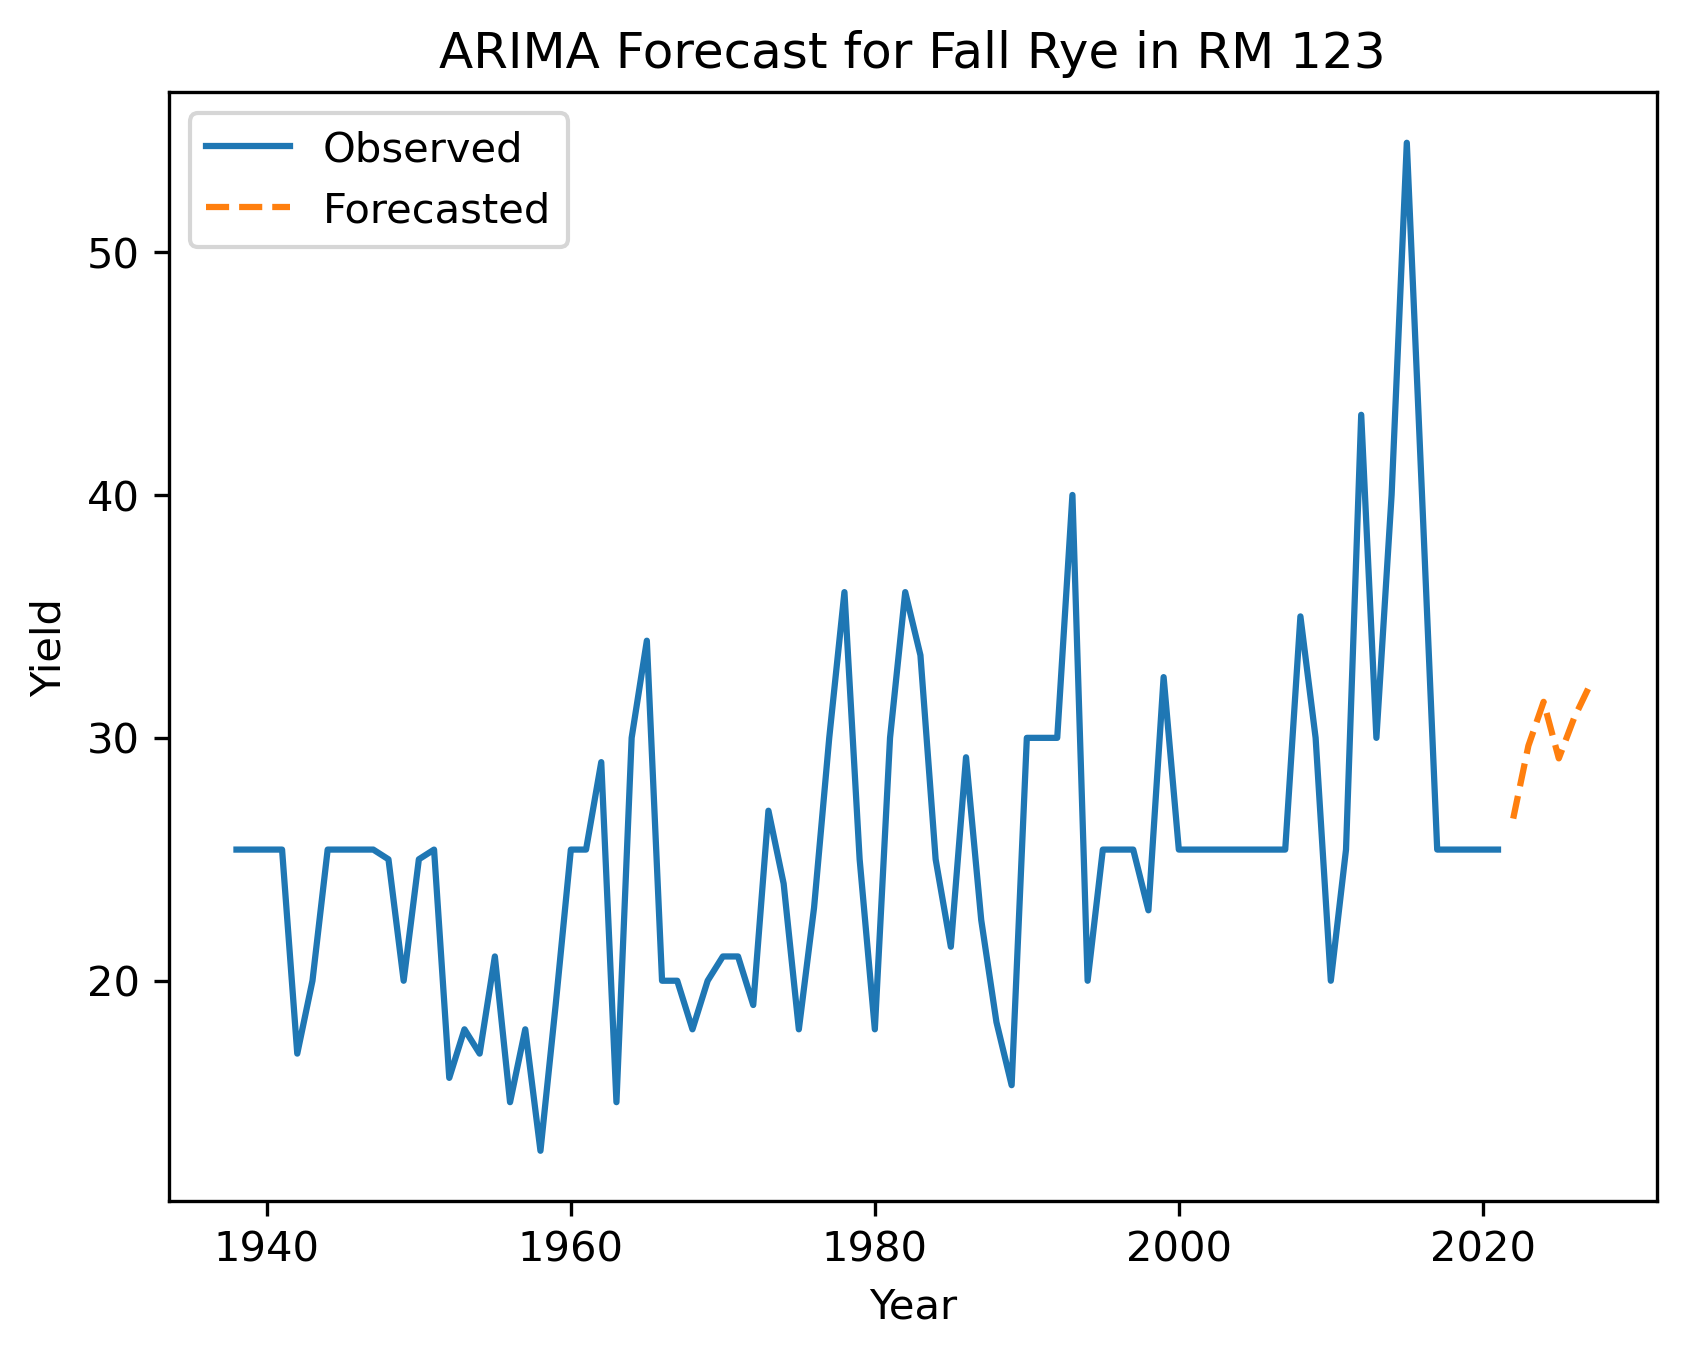 ARIMA Forecast for Fall Rye in RM 123
Observed
Forecasted
50
40
30
20
Yield
1940 1960 1980 2000 2020
Year